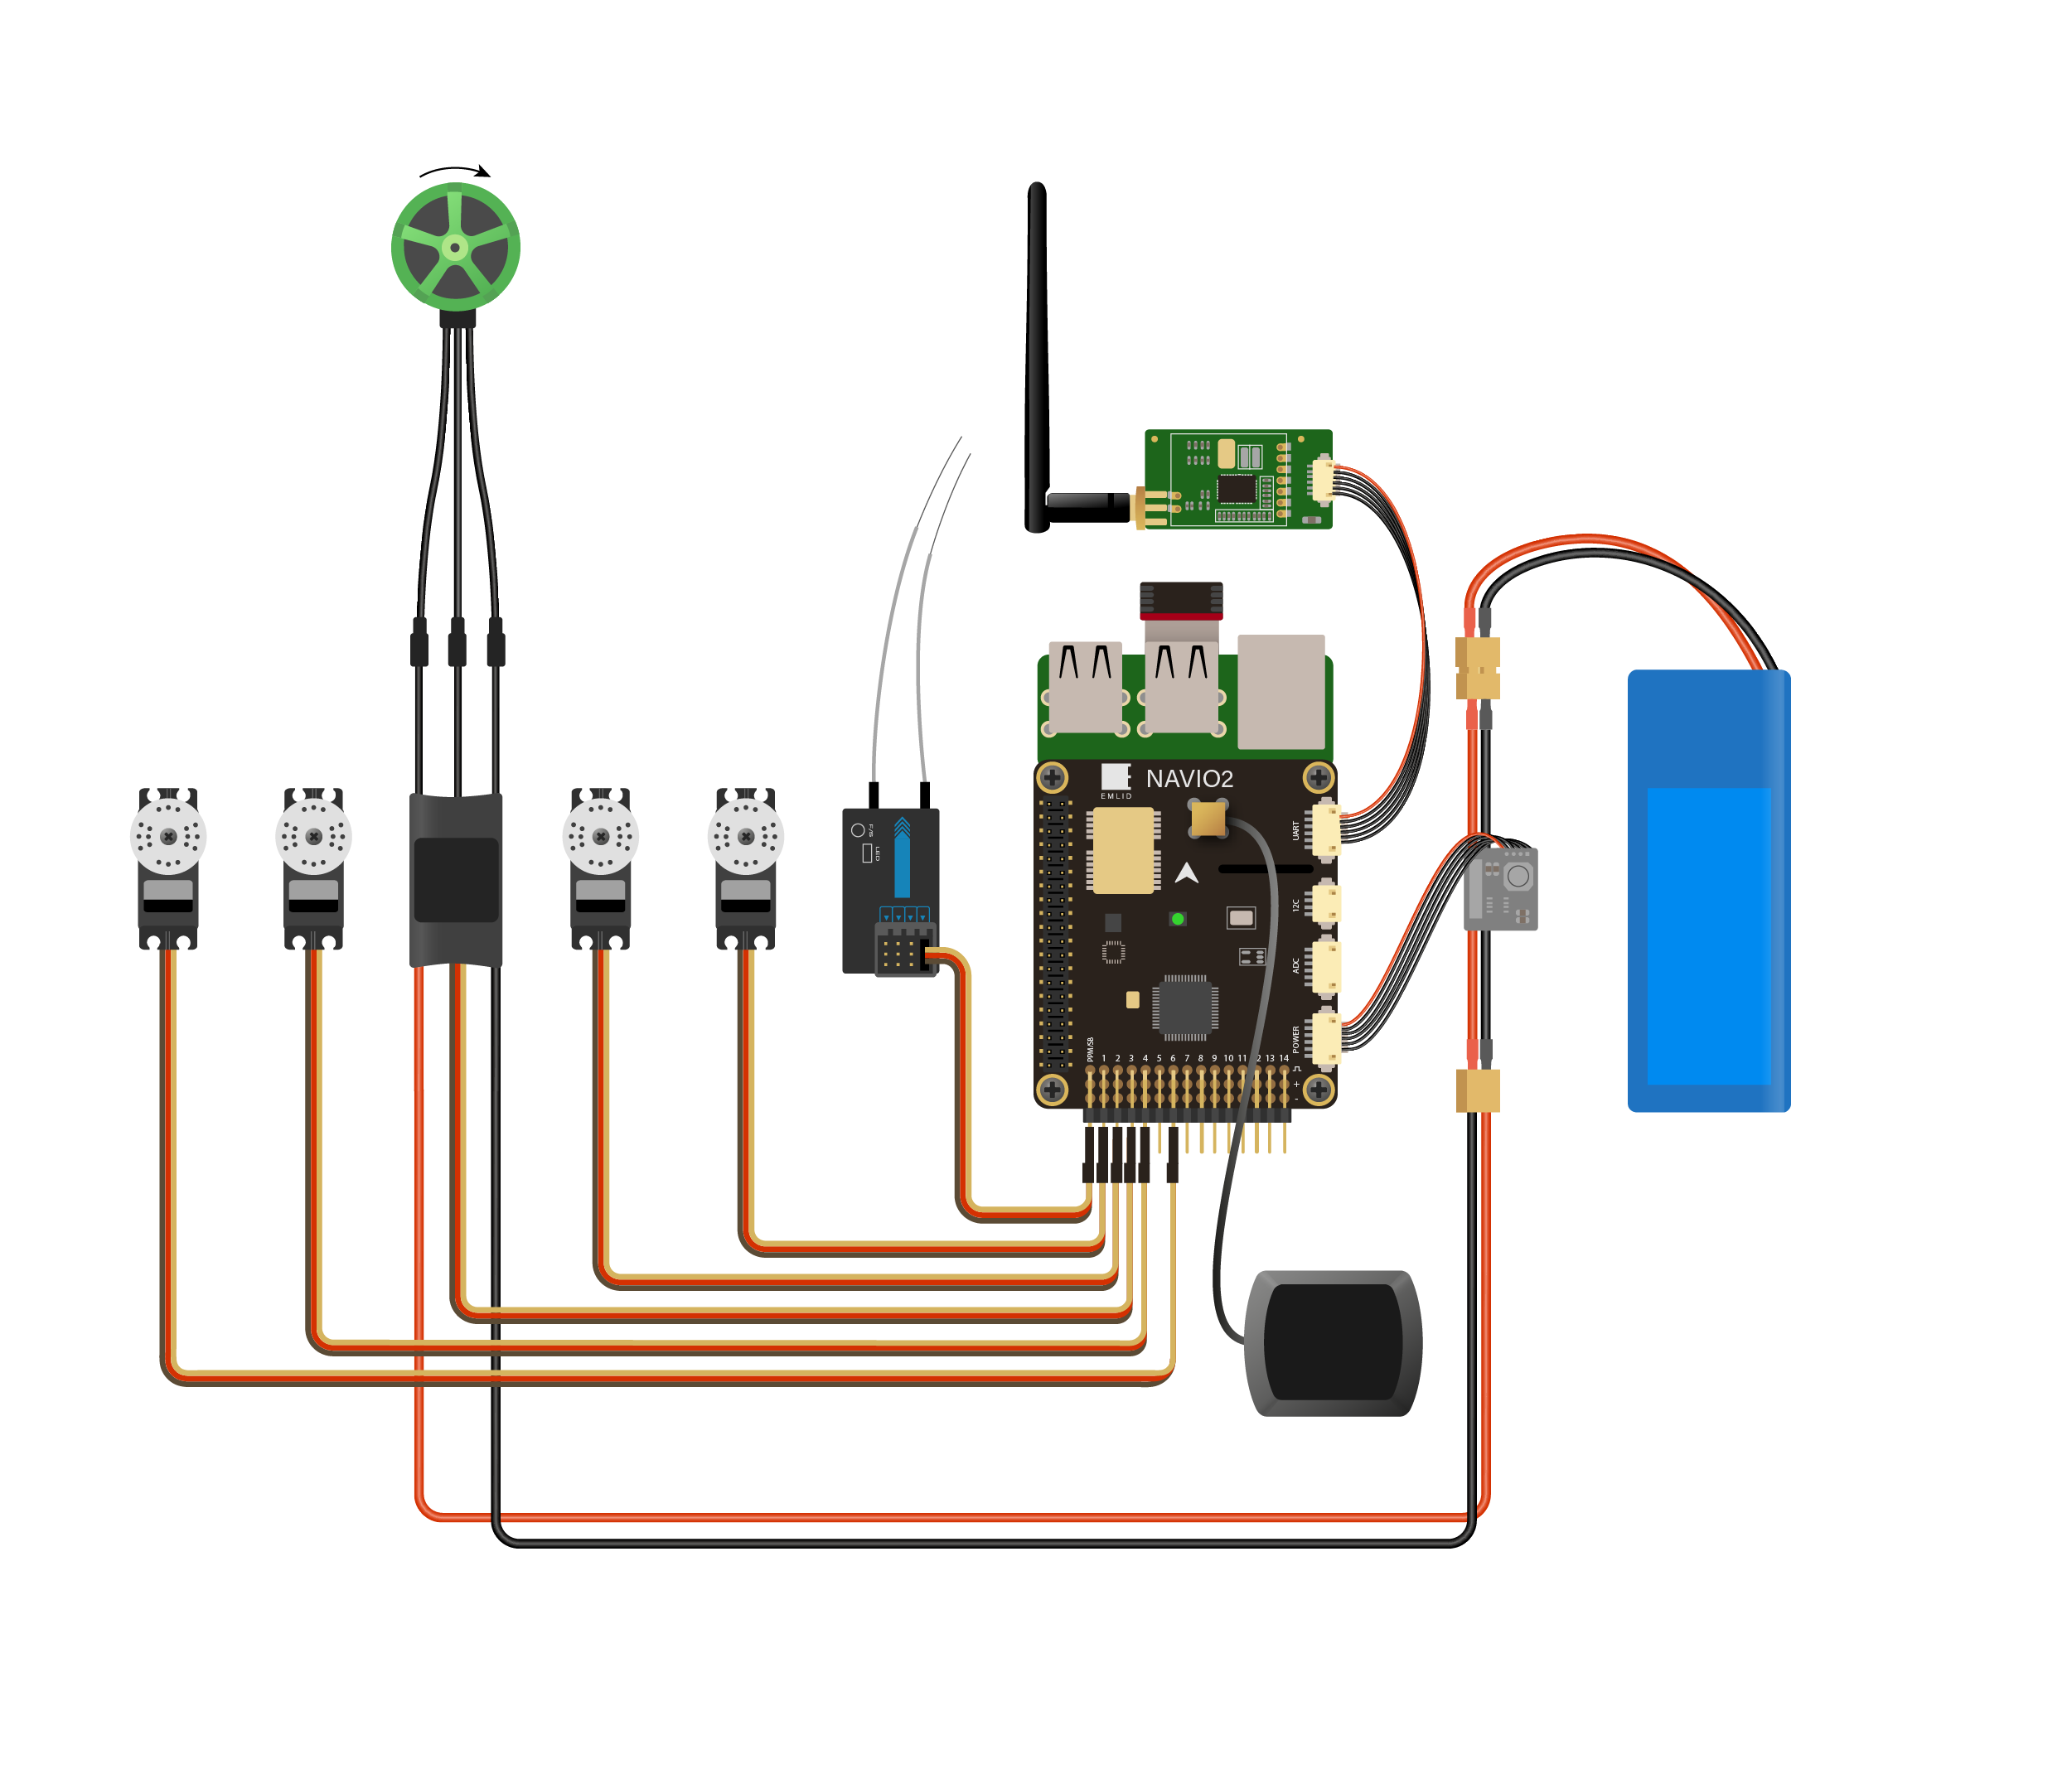 NAVIO2
EMLID
F/S
LED
UART
I2C
ADC
POWER
PPM/SB
1 2 3 4 5 6 7 8 9 10 11 12 13 14
+
-